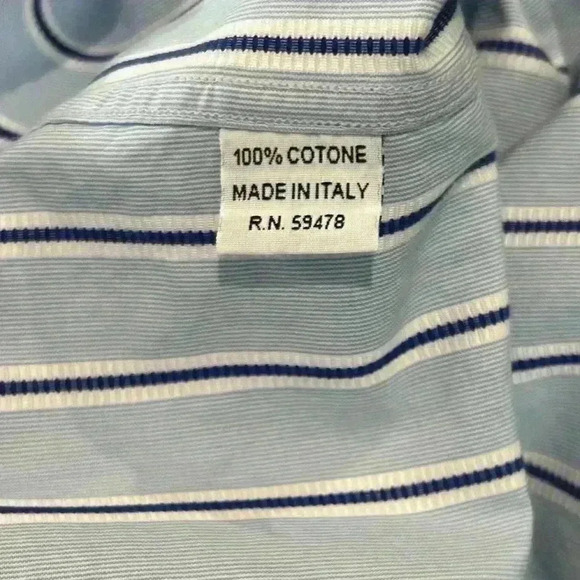 100% COTONE
MADE IN ITALY
R.N. 59478